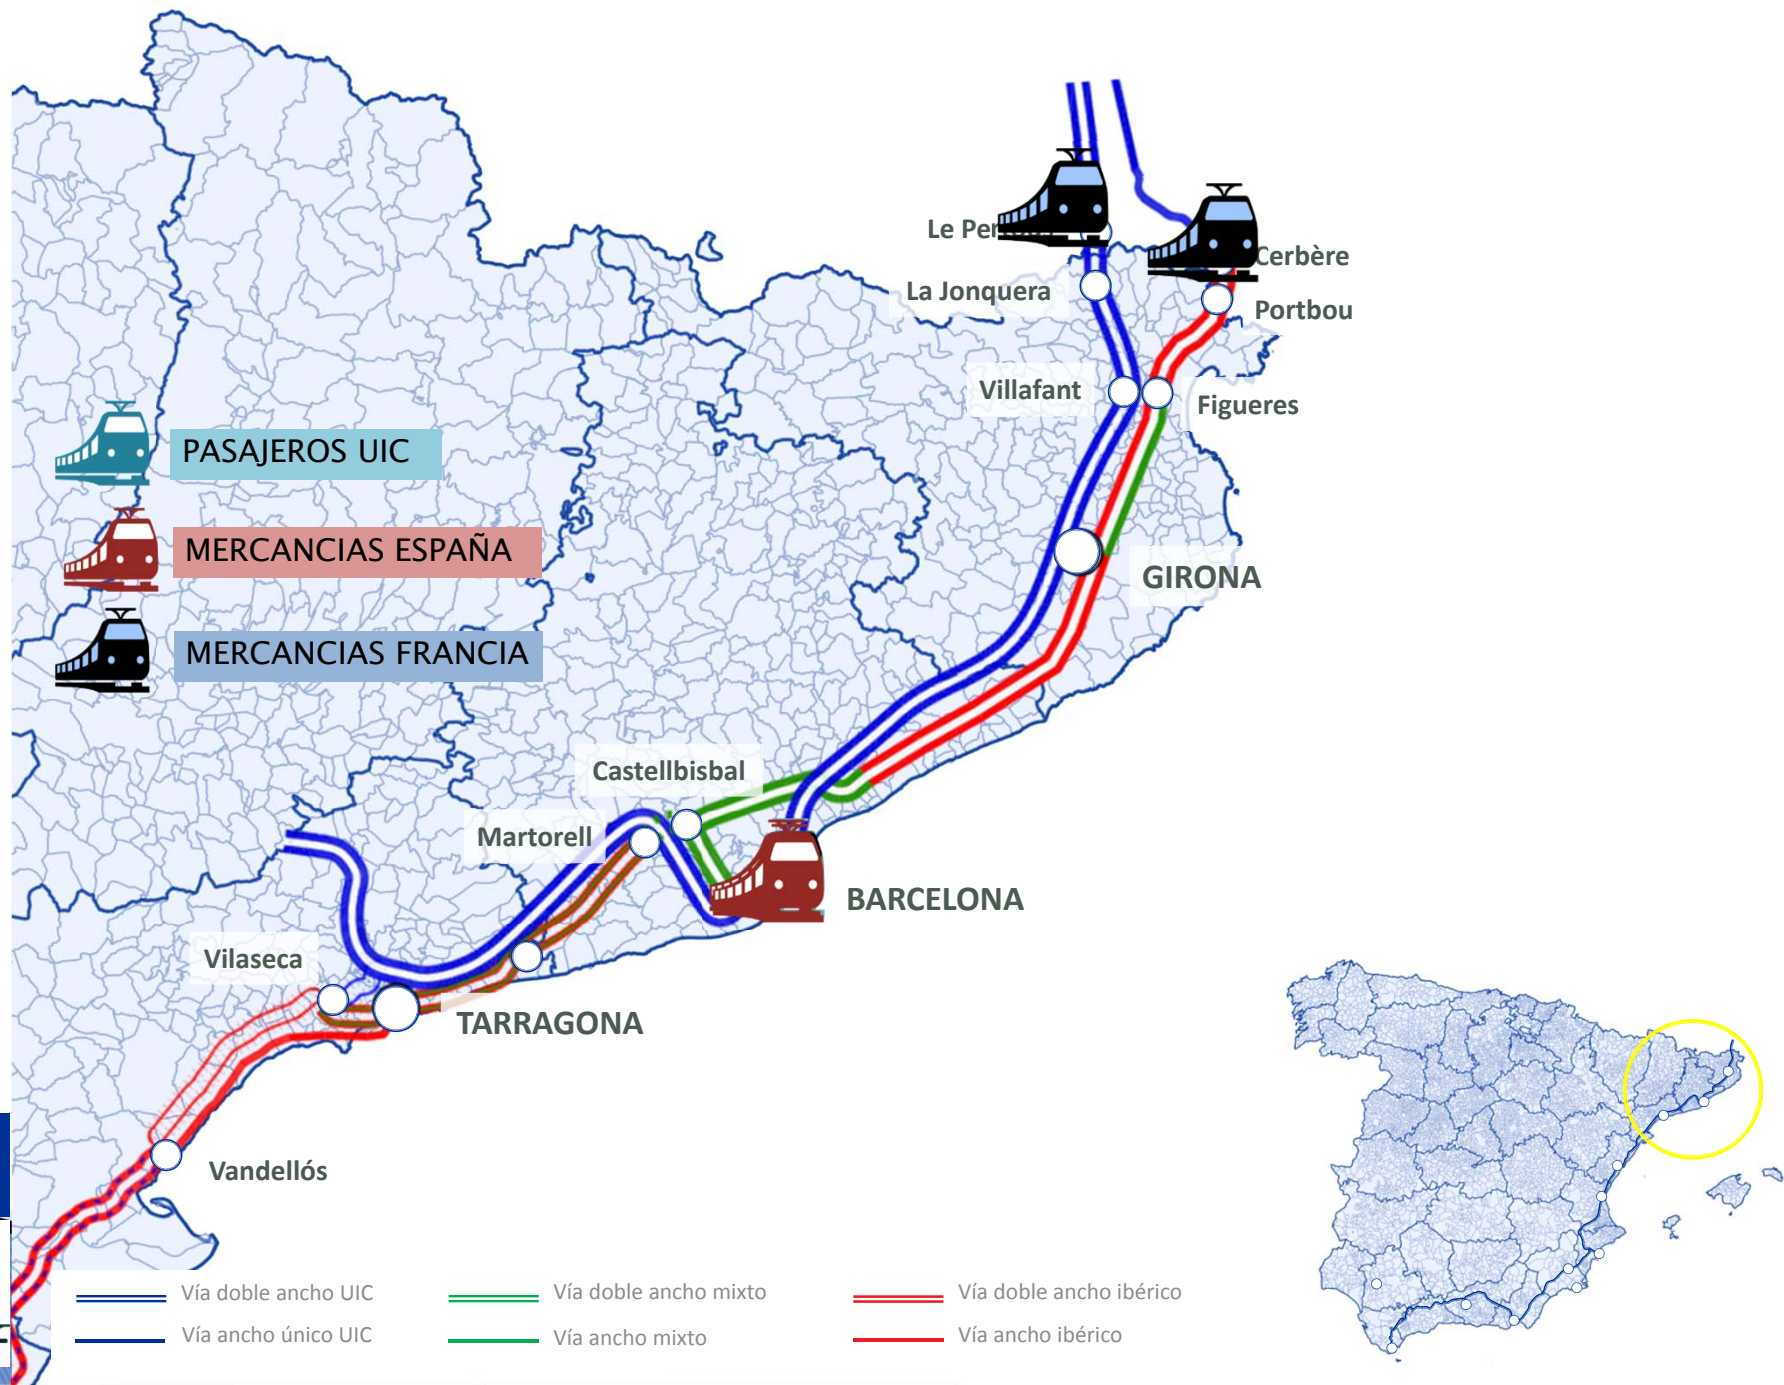 Le Per
Cerbère
La Jonquera
Portbou
Villafant
Figueres
PASAJEROS UIC
MERCANCIAS ESPAÑA
GIRONA
MERCANCIAS FRANCIA
Castellbisbal
Martorell
BARCELONA
Vilaseca
TARRAGONA
Vandellós
Vía doble ancho UIC
Vía doble ancho mixto
Vía doble ancho ibérico
Vía ancho único UIC
Vía ancho mixto
Vía ancho ibérico